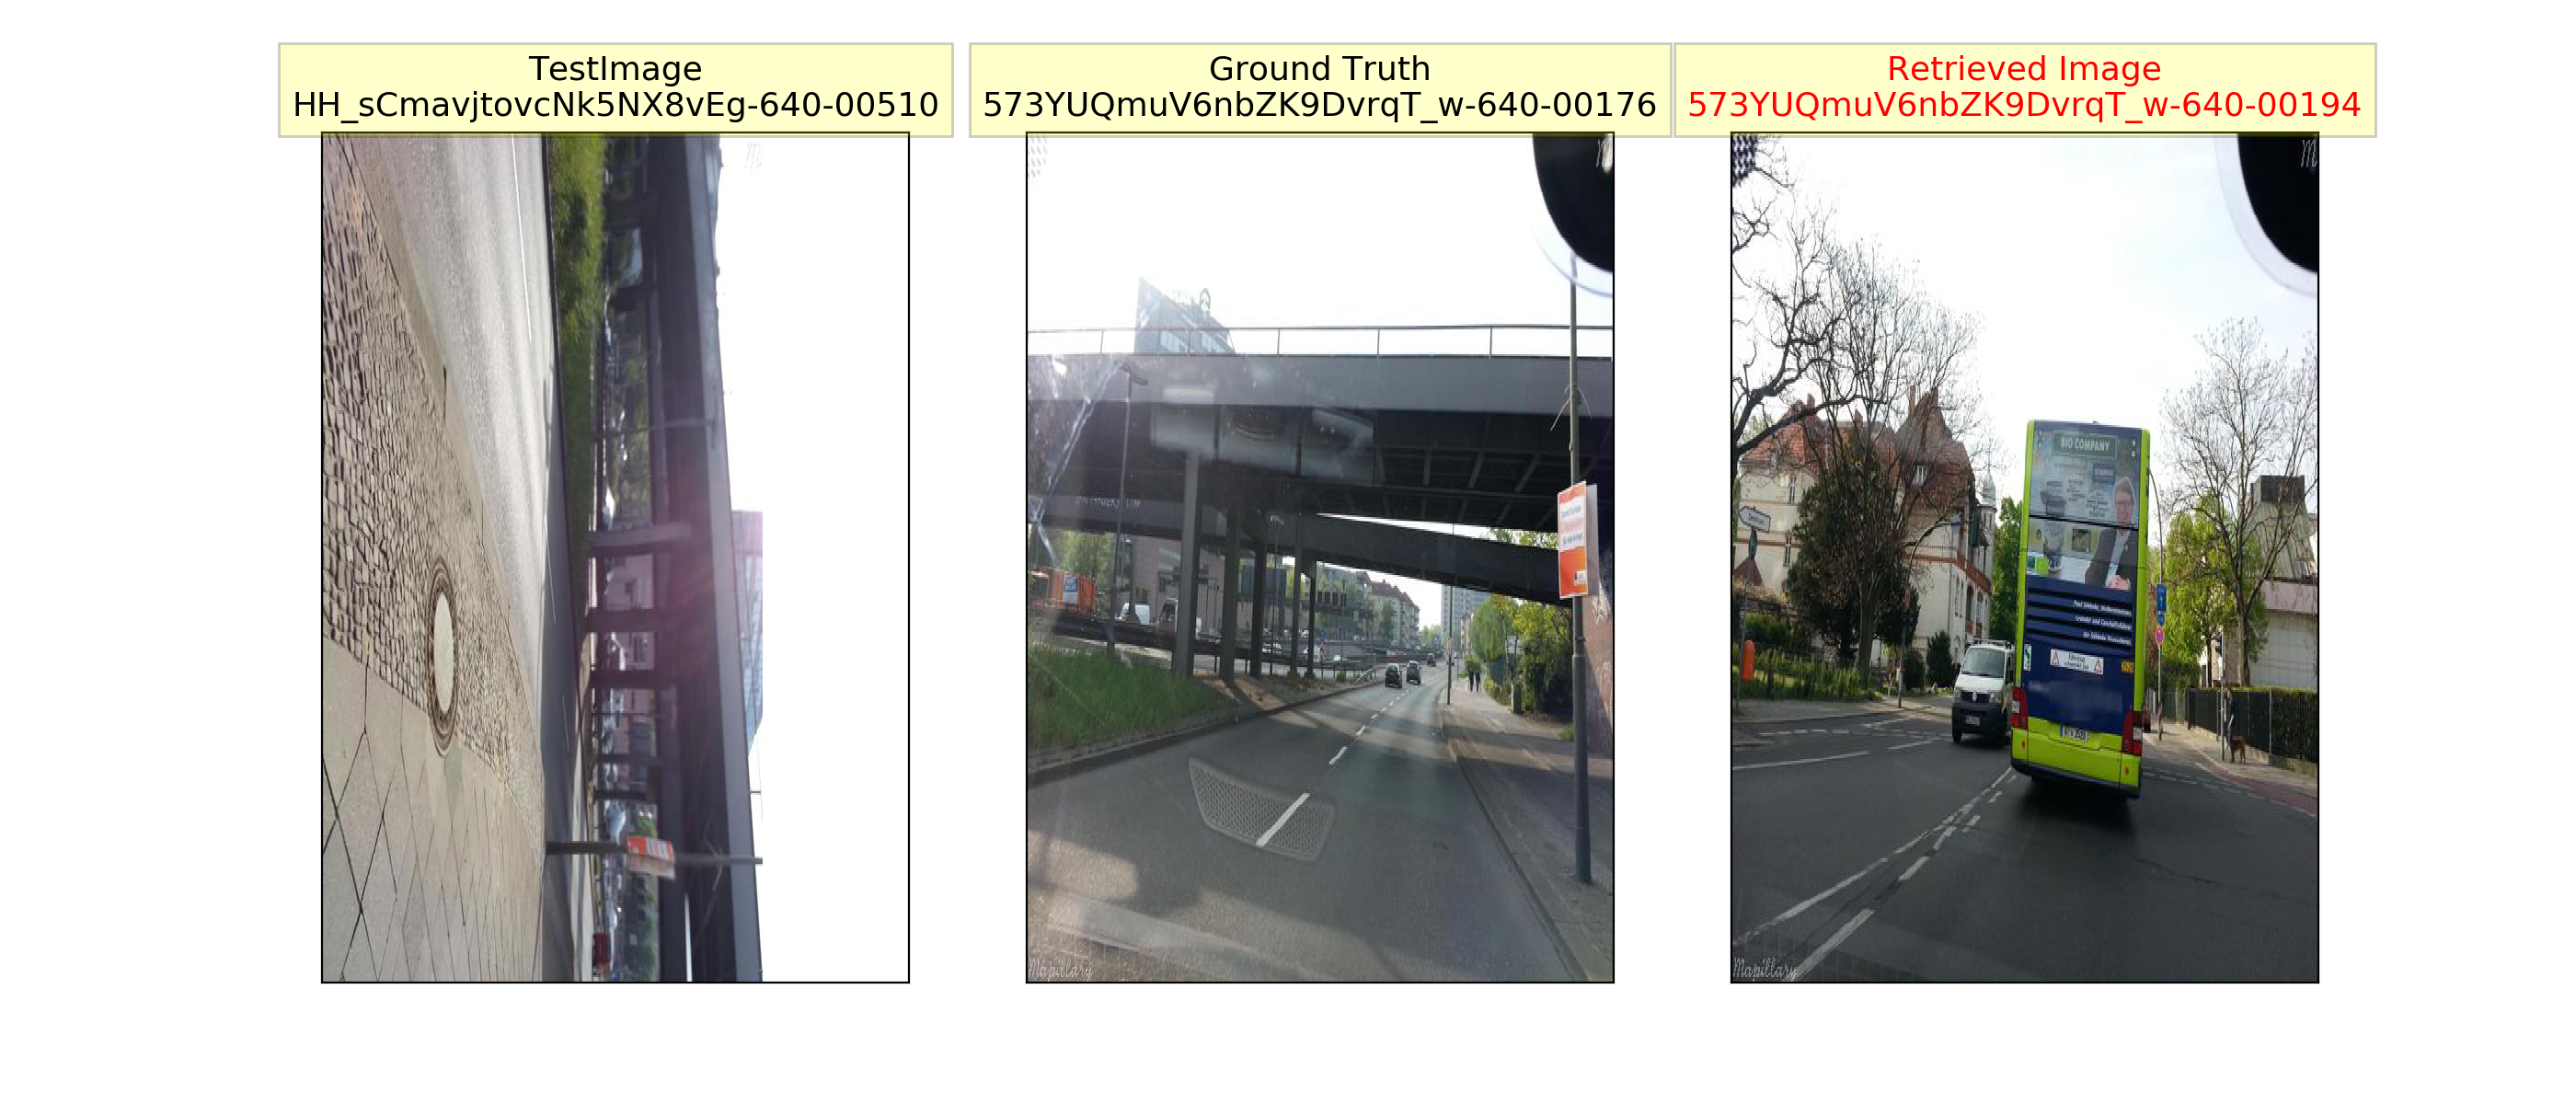 TestImage
HH_sCmavjtovcNk5NX8vEg-640-00510
Ground Truth
573YUQmuV6nbZK9DvrqT_w-640-00176
Retrieved Image
573YUQmuV6nbZK9DvrqT_w-640-00194
BIO COMPANY
Mapillary
Mapillary